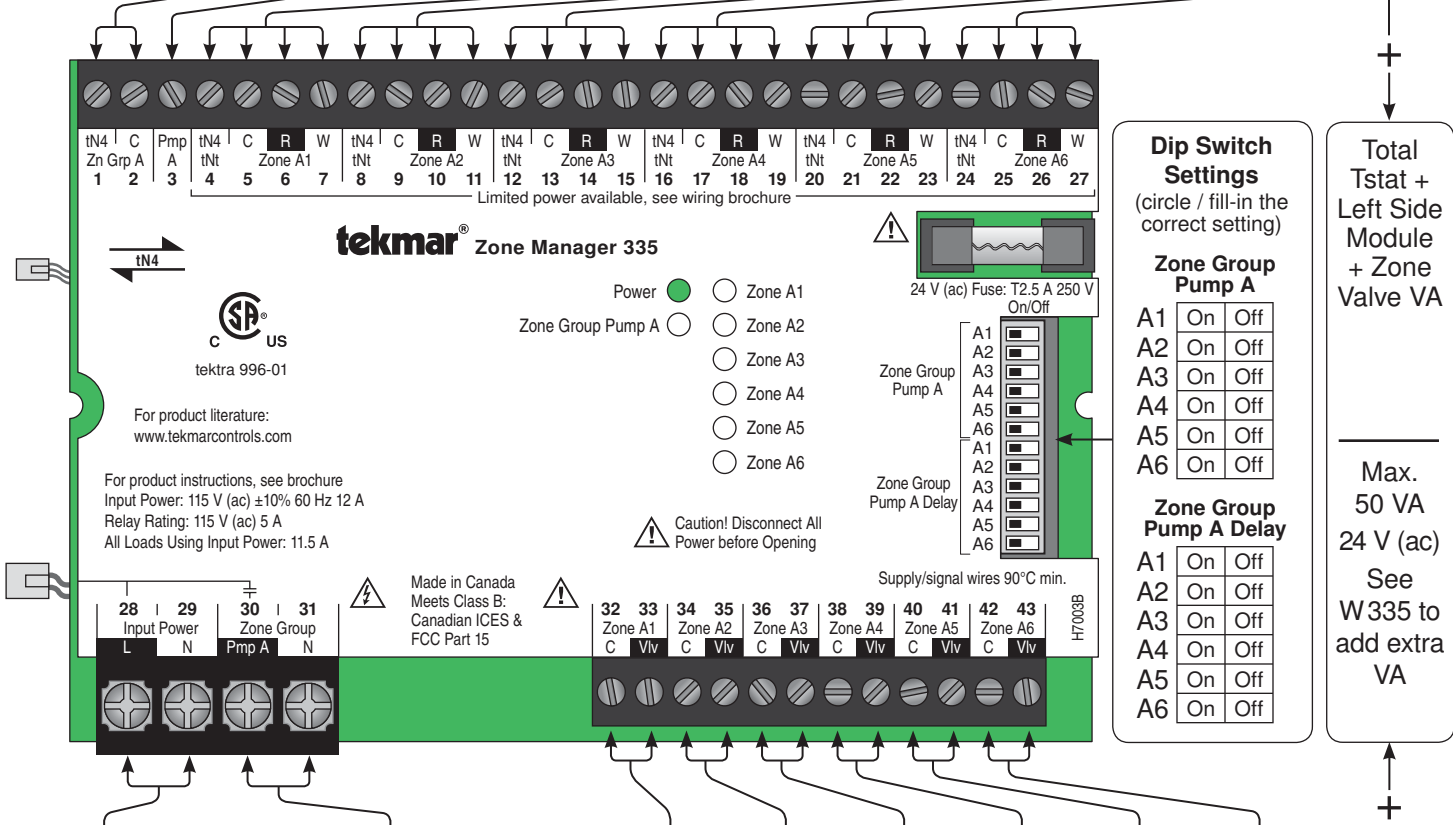 tN4 C Pmp tN4 C R W tN4 C R W tN4 C R W tN4 C R W tN4 C R W tN4 C R W
Zn Grp A A tNt Zone A1 tNt Zone A2 tNt Zone A3 tNt Zone A4 tNt Zone A5 tNt Zone A6
1 2 3 4 5 6 7 8 9 10 11 12 13 14 15 16 17 18 19 20 21 22 23 24 25 26 27
Limited power available, see wiring brochure
tekmar® Zone Manager 335
tN4
C SA® US
tektra 996-01
For product literature:
www.tekmarcontrols.com
For product instructions, see brochure
Input Power: 115 V (ac) ±10% 60 Hz 12 A
Relay Rating: 115 V (ac) 5 A
All Loads Using Input Power: 11.5 A
Power
Zone Group Pump A
Zone A1
Zone A2
Zone A3
Zone A4
Zone A5
Zone A6
Caution! Disconnect All
Power before Opening
24 V (ac) Fuse: T2.5 A 250 V
On/Off
Zone Group
Pump A
A1
A2
A3
A4
A5
A6
Zone Group
Pump A Delay
A1
A2
A3
A4
A5
A6
Supply/signal wires 90°C min.
H7003B
Made in Canada
Meets Class B:
Canadian ICES &
FCC Part 15
28 29 30 31
Input Power Zone Group
L N Pmp A N
32 33 34 35 36 37 38 39 40 41 42 43
Zone A1 Zone A2 Zone A3 Zone A4 Zone A5 Zone A6
C Vlv C Vlv C Vlv C Vlv C Vlv C Vlv
Dip Switch
Settings
(circle / fill-in the
correct setting)
Zone Group
Pump A
A1 On Off
A2 On Off
A3 On Off
A4 On Off
A5 On Off
A6 On Off
Zone Group
Pump A Delay
A1 On Off
A2 On Off
A3 On Off
A4 On Off
A5 On Off
A6 On Off
+
Total
Tstat +
Left Side
Module
+ Zone
Valve VA
Max.
50 VA
24 V (ac)
See
W335 to
add extra
VA
+